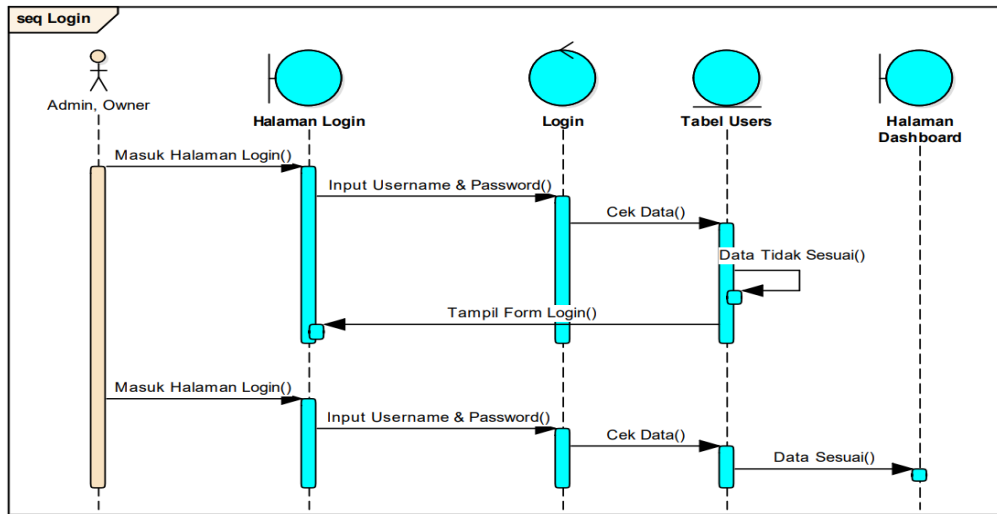 seq Login
Admin, Owner
Halaman Login
Login
Tabel Users
Halaman
Dashboard
Masuk Halaman Login()
Input Username & Password()
Cek Data()
Data Tidak Sesuai()
Tampil Form Login()
Masuk Halaman Login()
Input Username & Password()
Cek Data()
Data Sesuai()